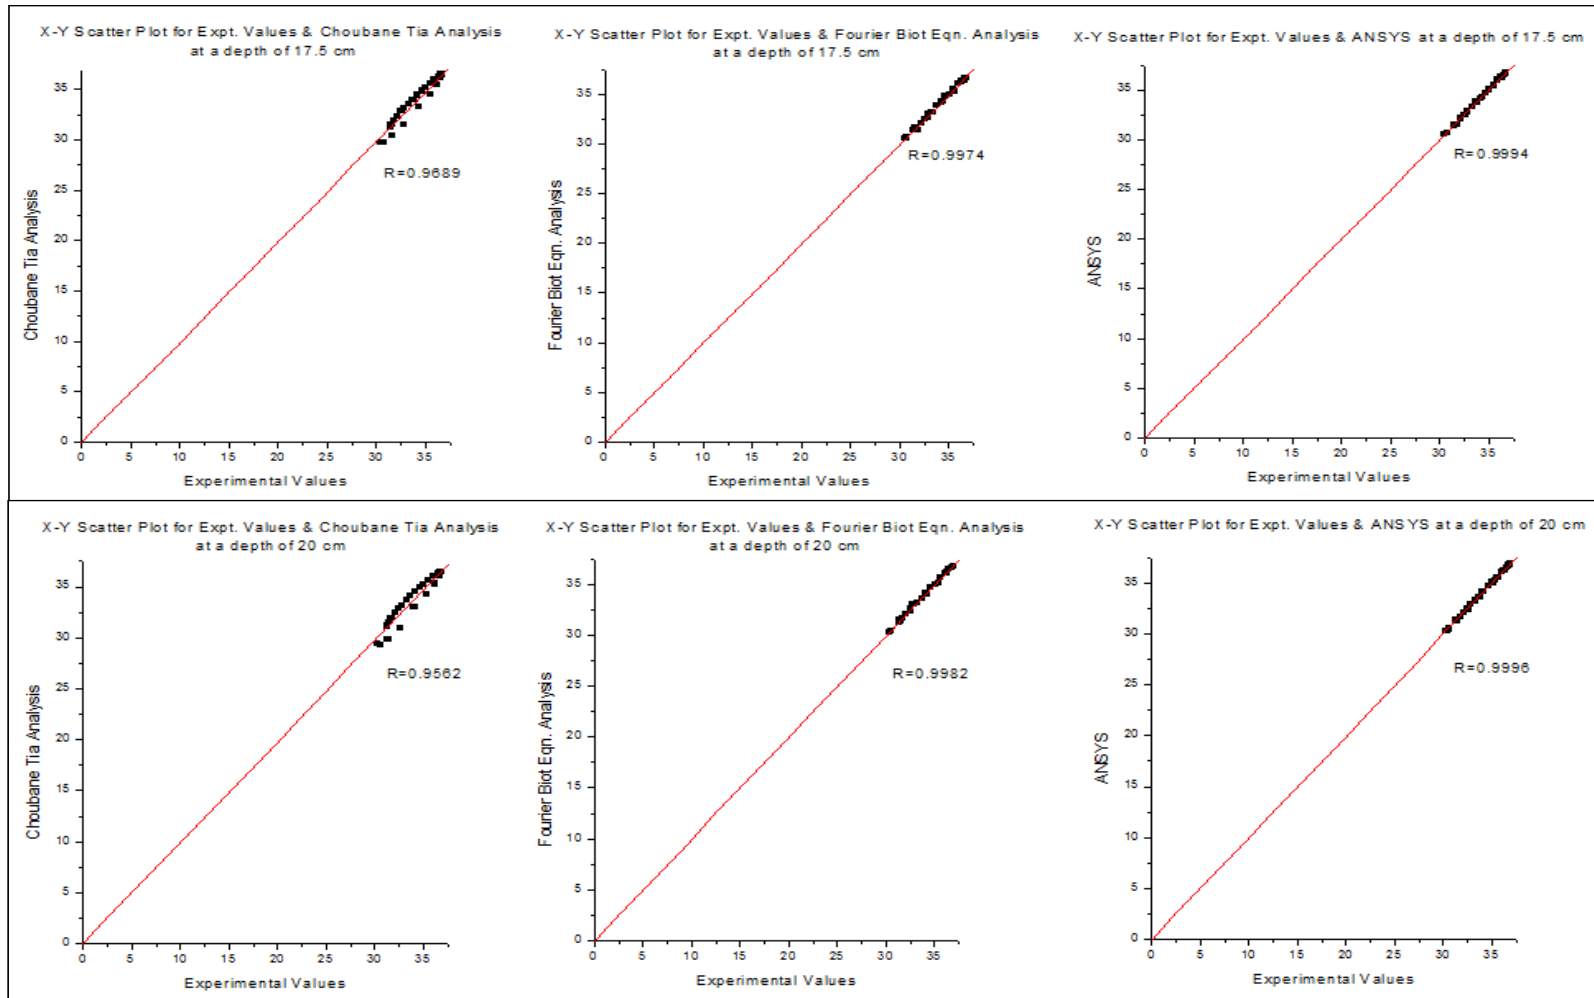 X-Y Scatter Plot for Expt. Values & Choubane Tia Analysis
at a depth of 17.5 cm
35
30
25
20
15
10
5
0
Choubane Tia Analysis
R=0.9689
0 5 10 15 20 25 30 35
Experimental Values
X-Y Scatter Plot for Expt. Values & Fourier Biot Eqn. Analysis
at a depth of 17.5 cm
35
30
25
20
15
10
5
0
Fourier Biot Eqn. Analysis
R=0.9974
0 5 10 15 20 25 30 35
Experimental Values
X-Y Scatter Plot for Expt. Values & ANSYS at a depth of 17.5 cm
35
30
25
20
15
10
5
0
ANSYS
R=0.9994
0 5 10 15 20 25 30 35
Experimental Values
X-Y Scatter Plot for Expt. Values & Choubane Tia Analysis
at a depth of 20 cm
35
30
25
20
15
10
5
0
Choubane Tia Analysis
R=0.9562
0 5 10 15 20 25 30 35
Experimental Values
X-Y Scatter Plot for Expt. Values & Fourier Biot Eqn. Analysis
at a depth of 20 cm
35
30
25
20
15
10
5
0
Fourier Biot Eqn. Analysis
R=0.9982
0 5 10 15 20 25 30 35
Experimental Values
X-Y Scatter Plot for Expt. Values & ANSYS at a depth of 20 cm
35
30
25
20
15
10
5
0
ANSYS
R=0.9996
0 5 10 15 20 25 30 35
Experimental Values